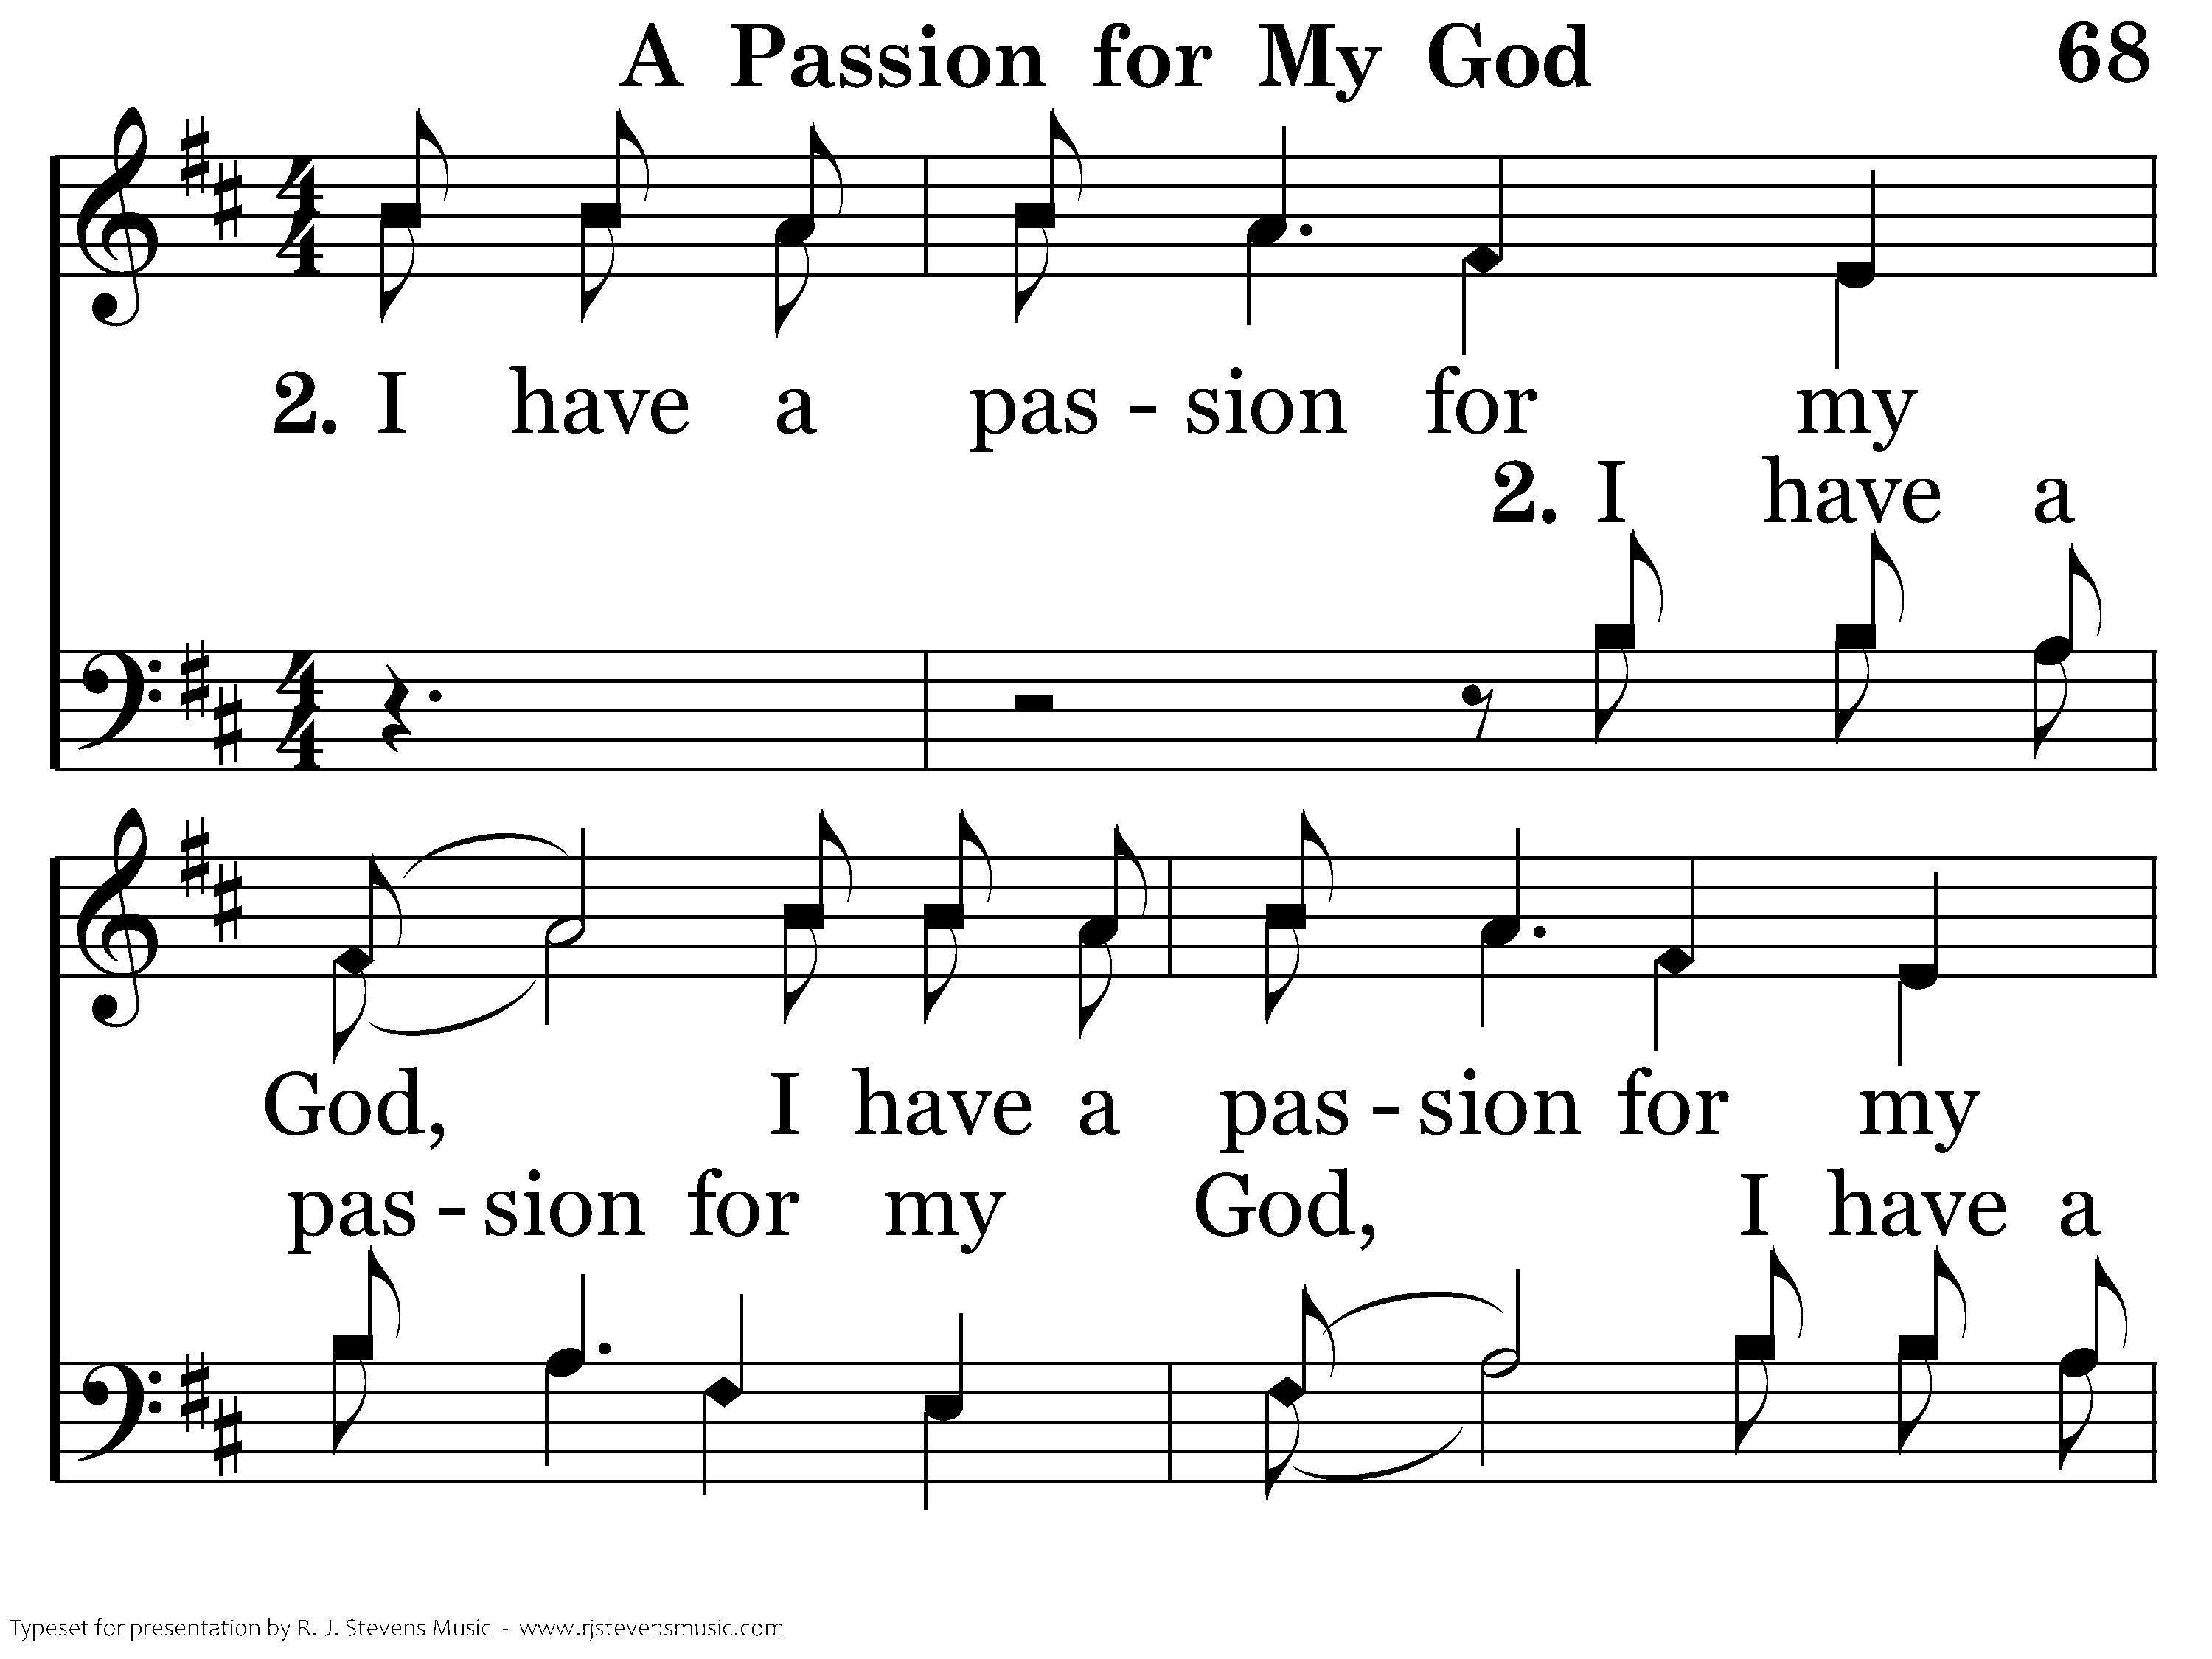 A Passion for My God 68
2. I have a pas - sion for my
2. I have a
God, I have a pas - sion for my
pas - sion for my God, I have a
Typeset for presentation by R. J. Stevens Music - www.rjstevensmusic.com